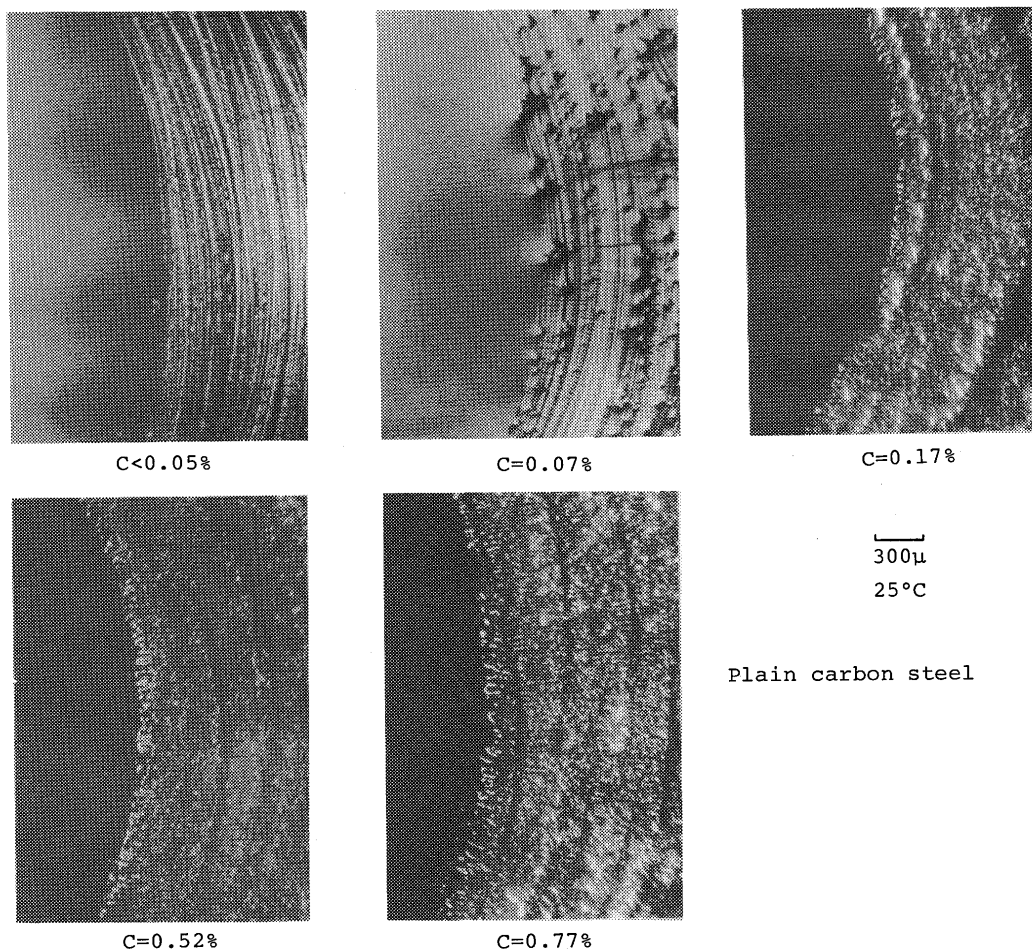 C<0.05%
C=0.07%
C=0.17%
300μ
25°C
Plain carbon steel
C=0.52%
C=0.77%